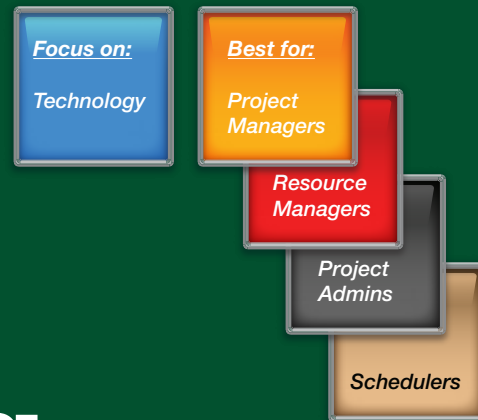 Focus on:
Technology
Best for:
Project
Managers
Resource
Managers
Project
Admins
Schedulers